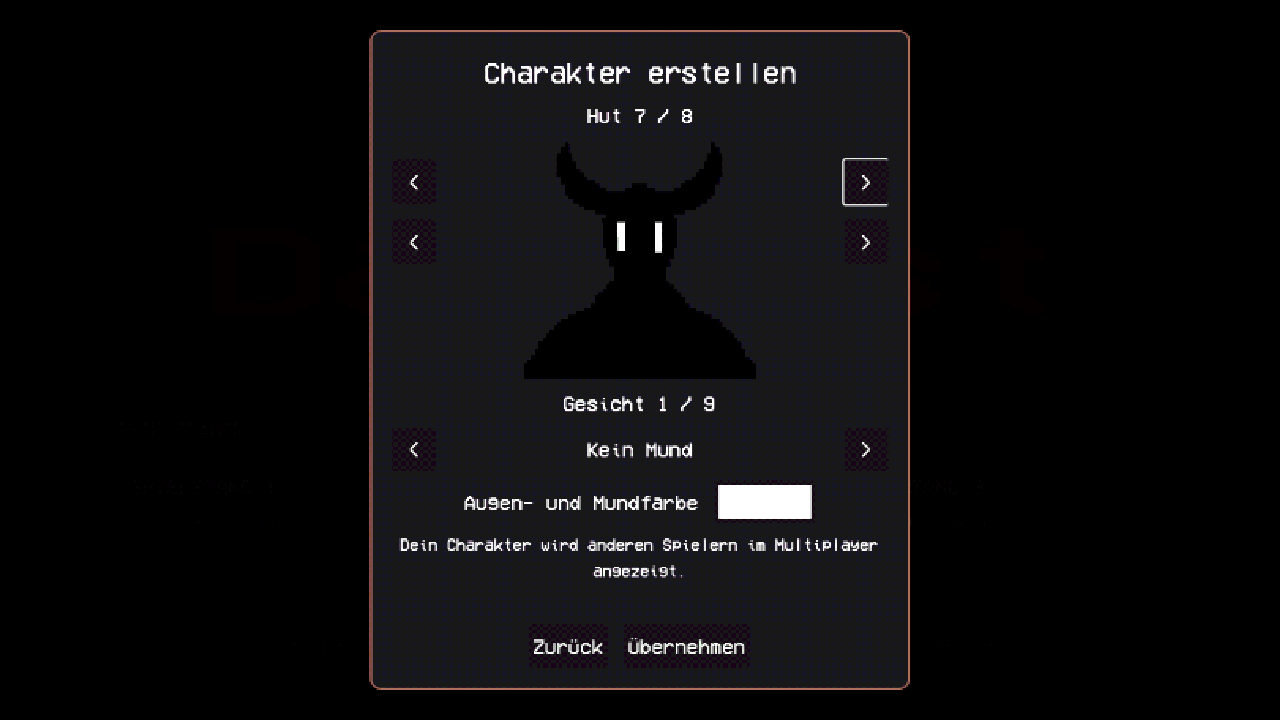 Charakter erstellen
Hut 7 / 8
Gesicht 1 / 9
Kein Mund
Augen- und Mundfarbe
Dein Charakter wird anderen Spielern im Multiplayer
angezeigt.
Zurück Übernehmen